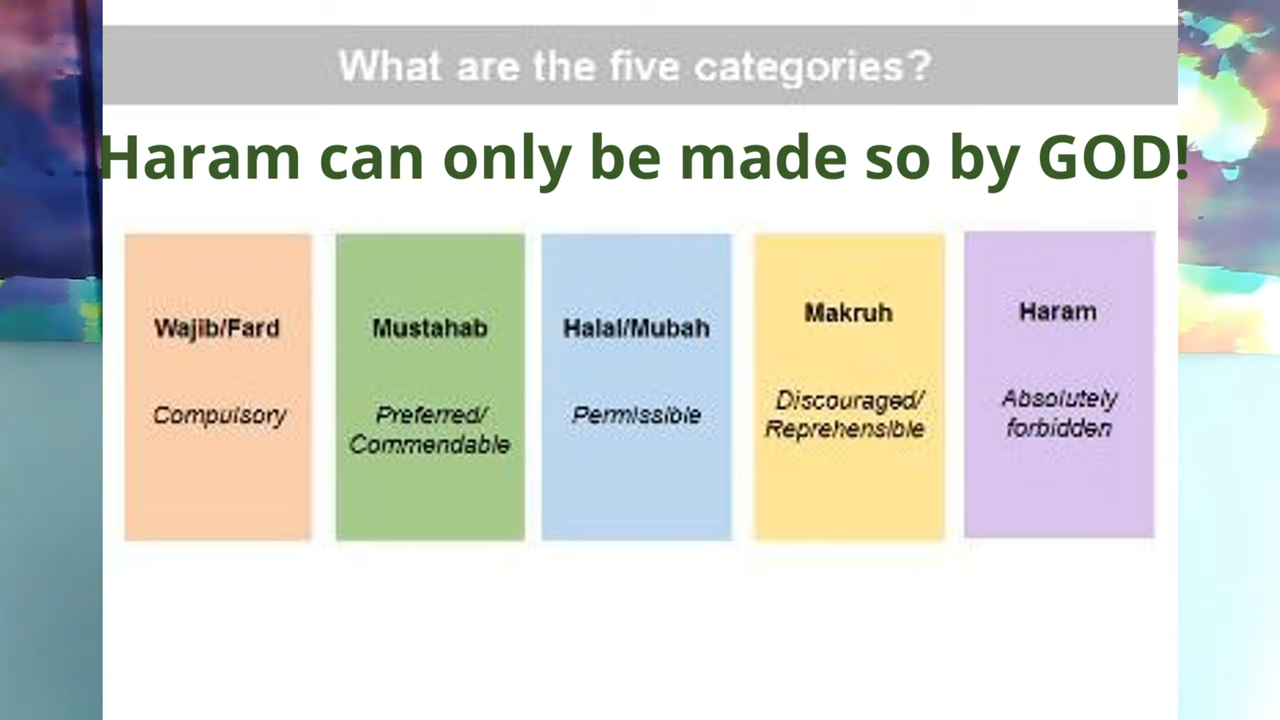 What are the five categories?
Haram can only be made so by GOD!
Wajib/Fard
Compulsory
Mustahab
Preferred/
Commendable
Halal/Mubah
Permissible
Makruh
Discouraged/
Reprehensible
Haram
Absolutely
forbidden